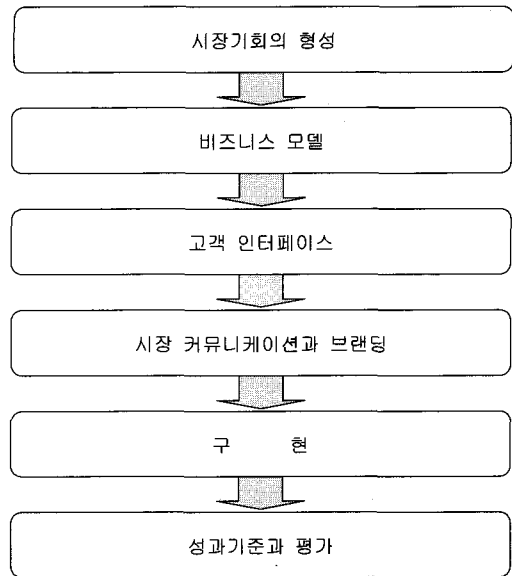 시장기회의 형성
비즈니스 모델
고객 인터페이스
시장 커뮤니케이션과 브랜딩
구 현
성과기준과 평가